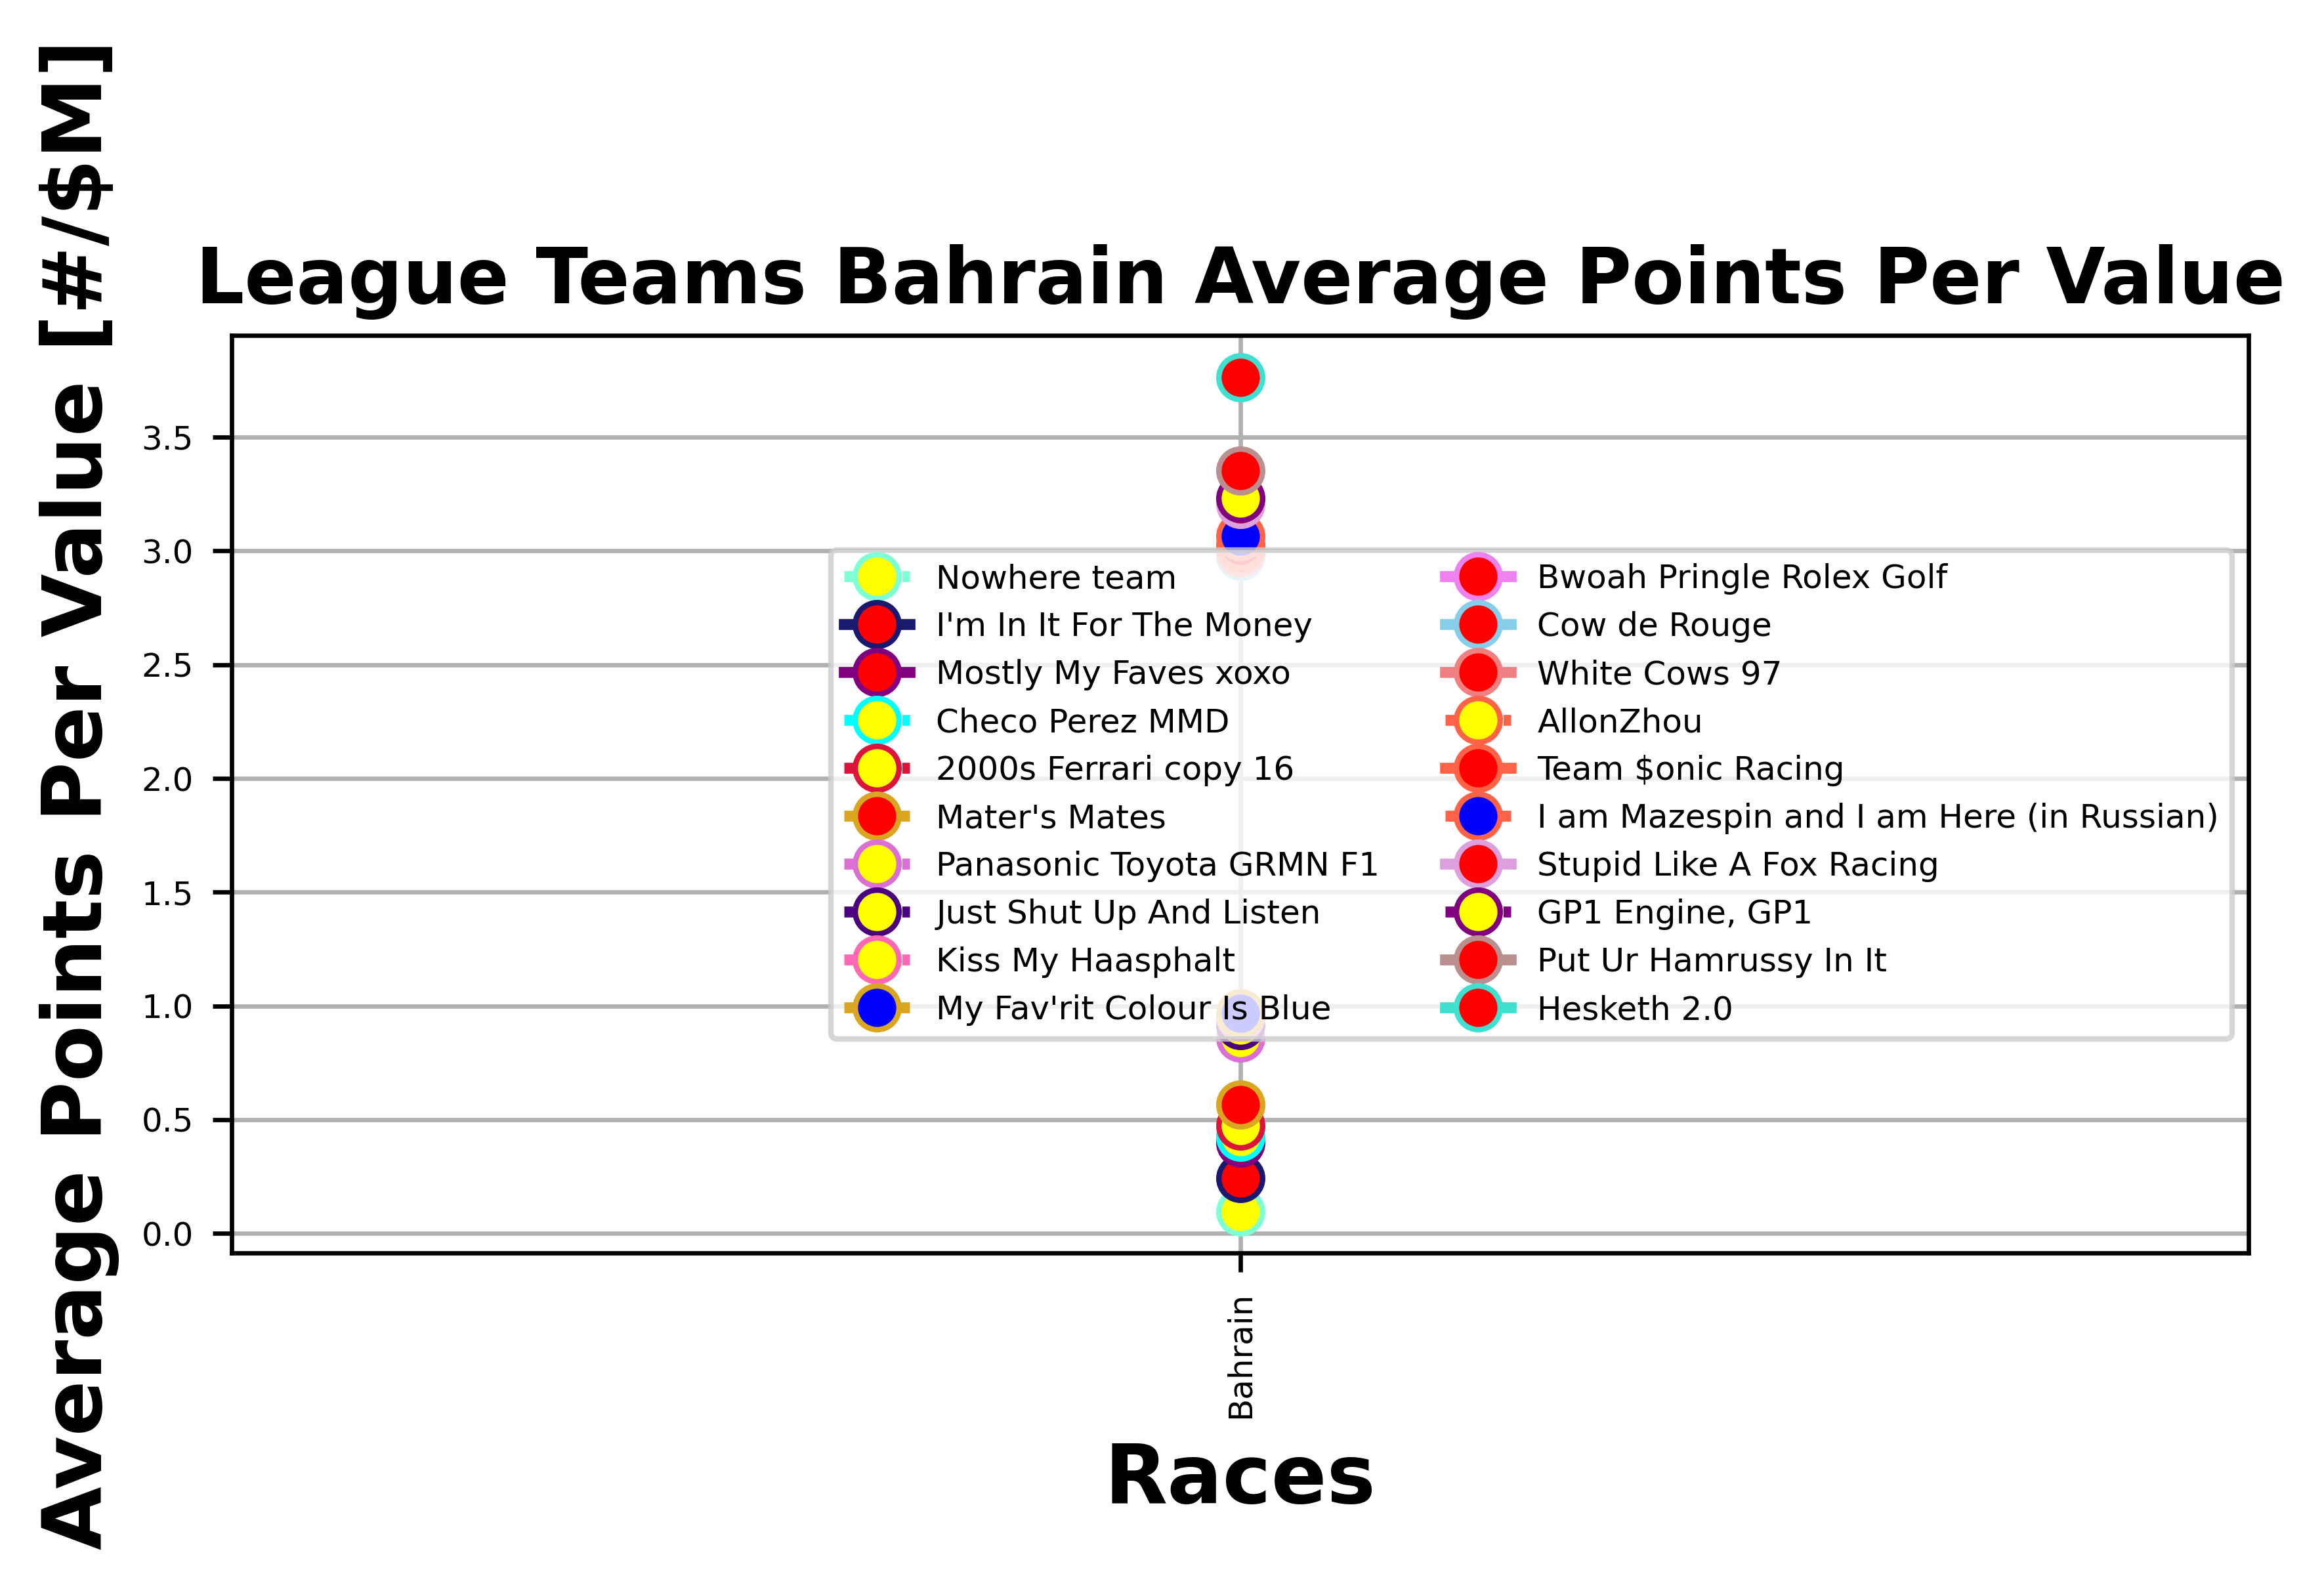 League Teams Bahrain Average Points Per Value
Average Points Per Value [#/$M]
3.5
3.0
2.5
2.0
1.5
1.0
0.5
0.0
Nowhere team
I'm In It For The Money
Mostly My Faves xoxo
Checo Perez MMD
2000s Ferrari copy 16
Mater's Mates
Panasonic Toyota GRMN F1
Just Shut Up And Listen
Kiss My Haasphalt
My Fav'rit Colour Is Blue
Bwoah Pringle Rolex Golf
Cow de Rouge
White Cows 97
AllonZhou
Team $onic Racing
I am Mazespin and I am Here (in Russian)
Stupid Like A Fox Racing
GP1 Engine, GP1
Put Ur Hamrussy In It
Hesketh 2.0
Bahrain
Races